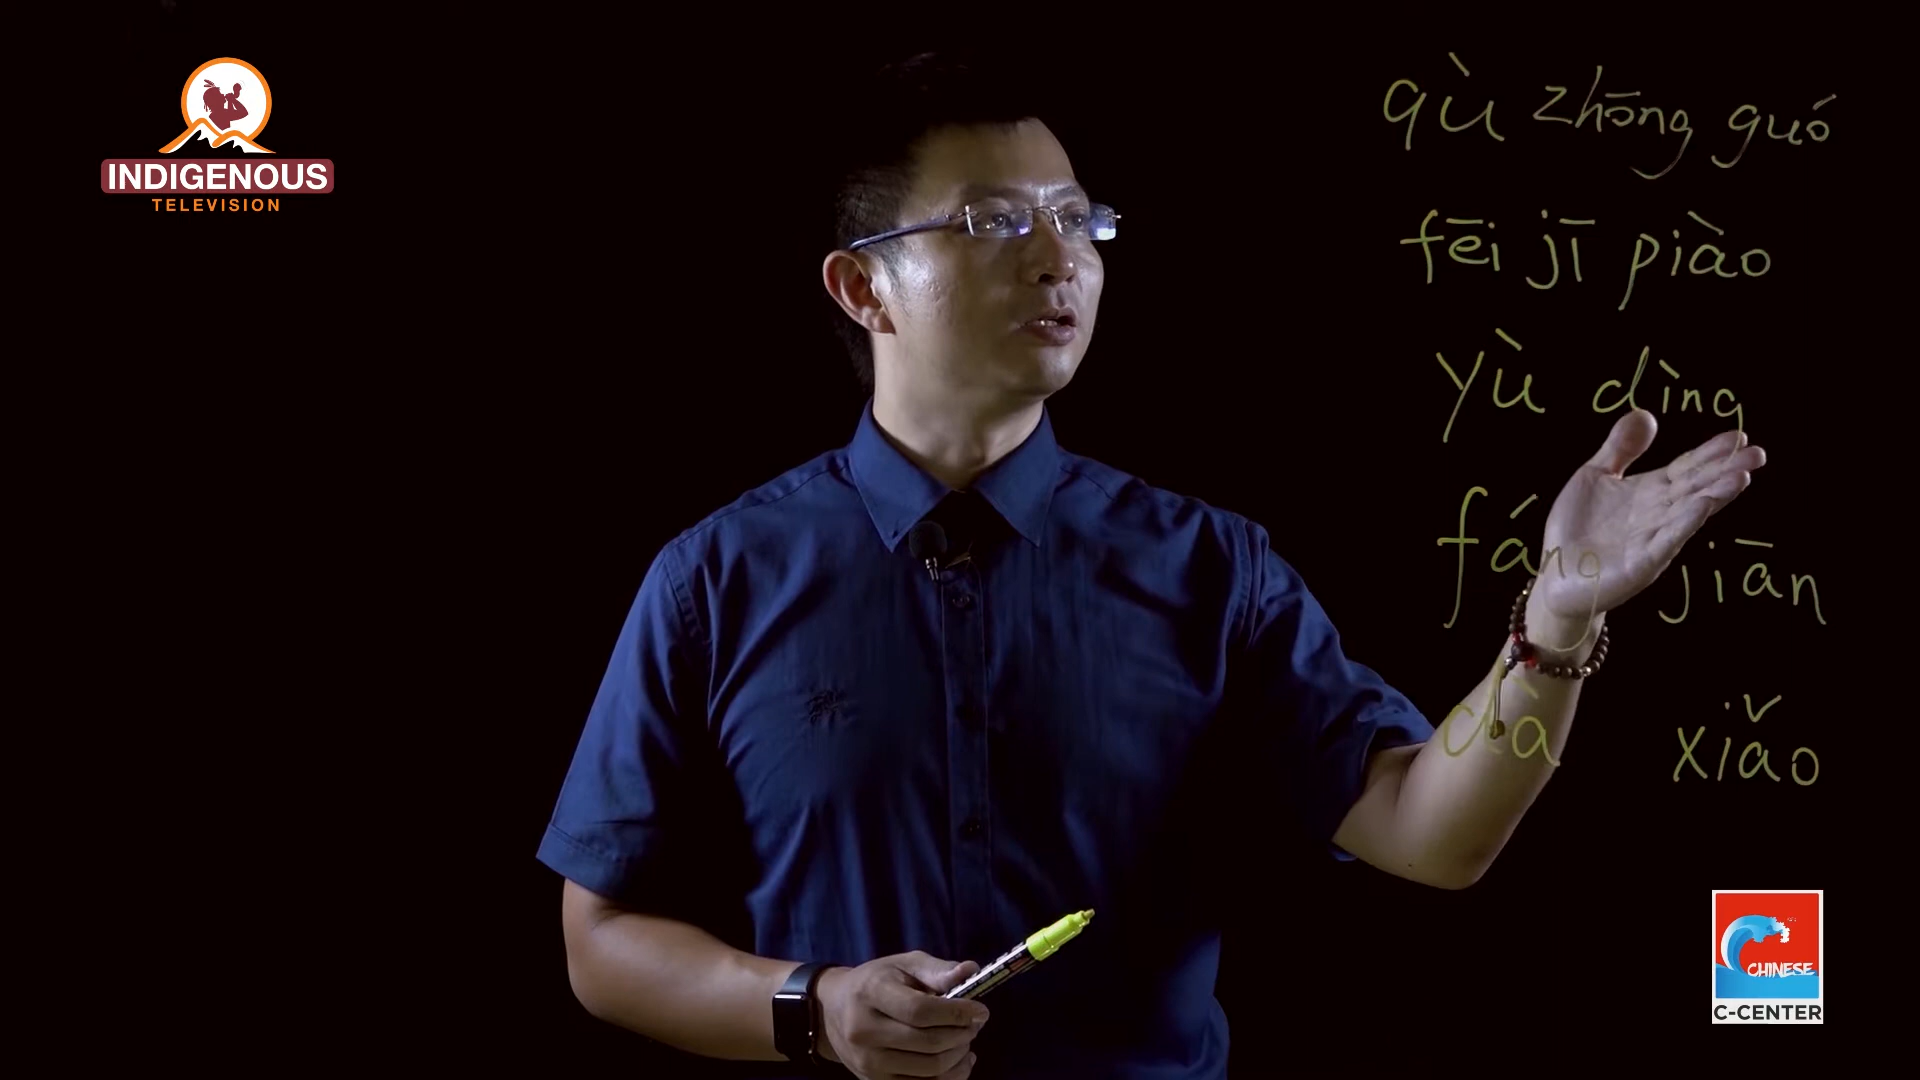 INDIGENOUS
TELEVISION
qù zhōng guó
fēi jī piào
yù dìng
fáng jiān
dà xiǎo
CHINESE
C-CENTER